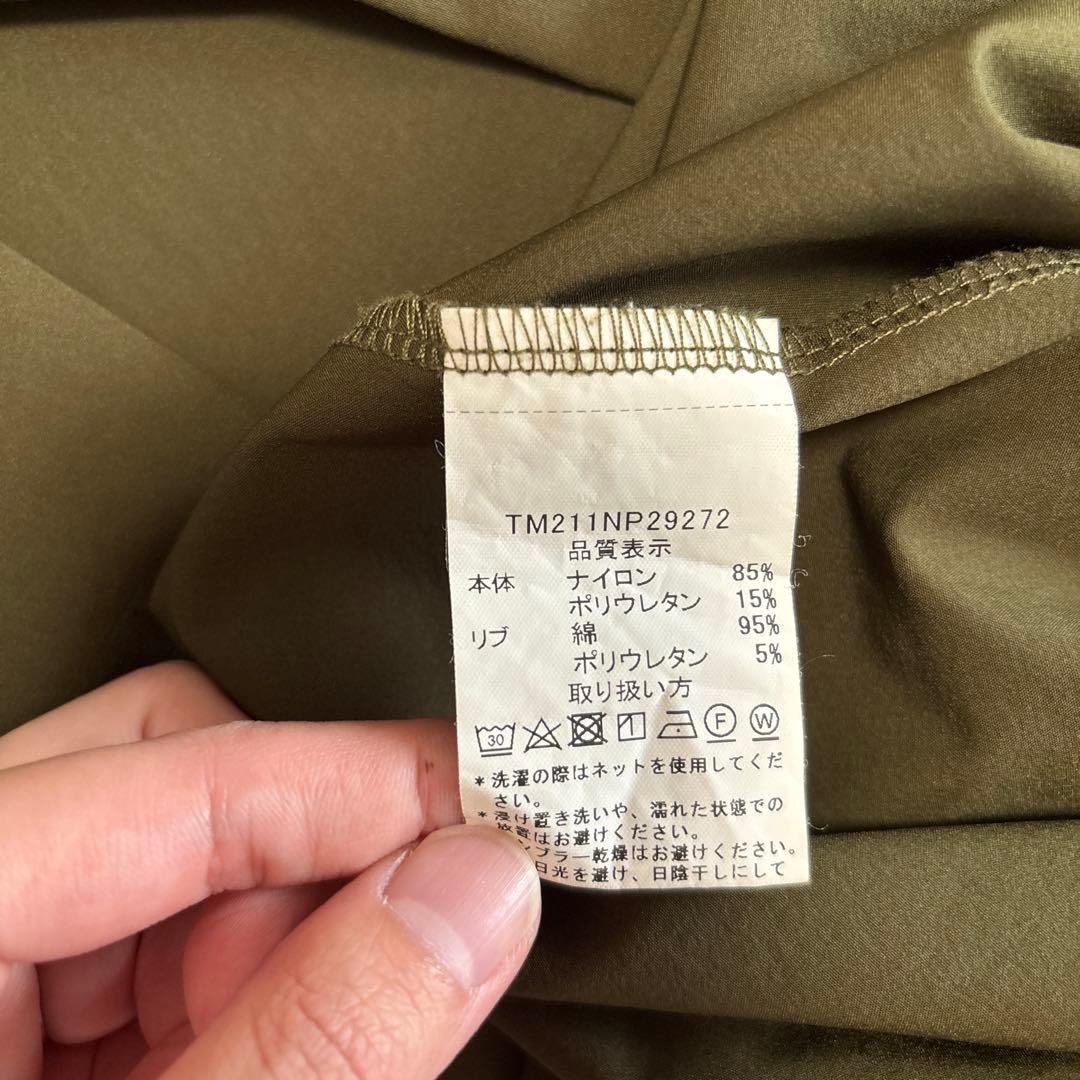 TM211NP29272
品質表示
本体 ナイロン 85%
ポリウレタン 15%
リブ 綿 95%
ポリウレタン 5%
取り扱い方
30 F W
*洗濯の際はネットを使用してくだ
さい。
*浸け置き洗いや、濡れた状態での
放置はお避けください。
ンブラー乾燥はお避けください。
日光を避け、日陰干しにして